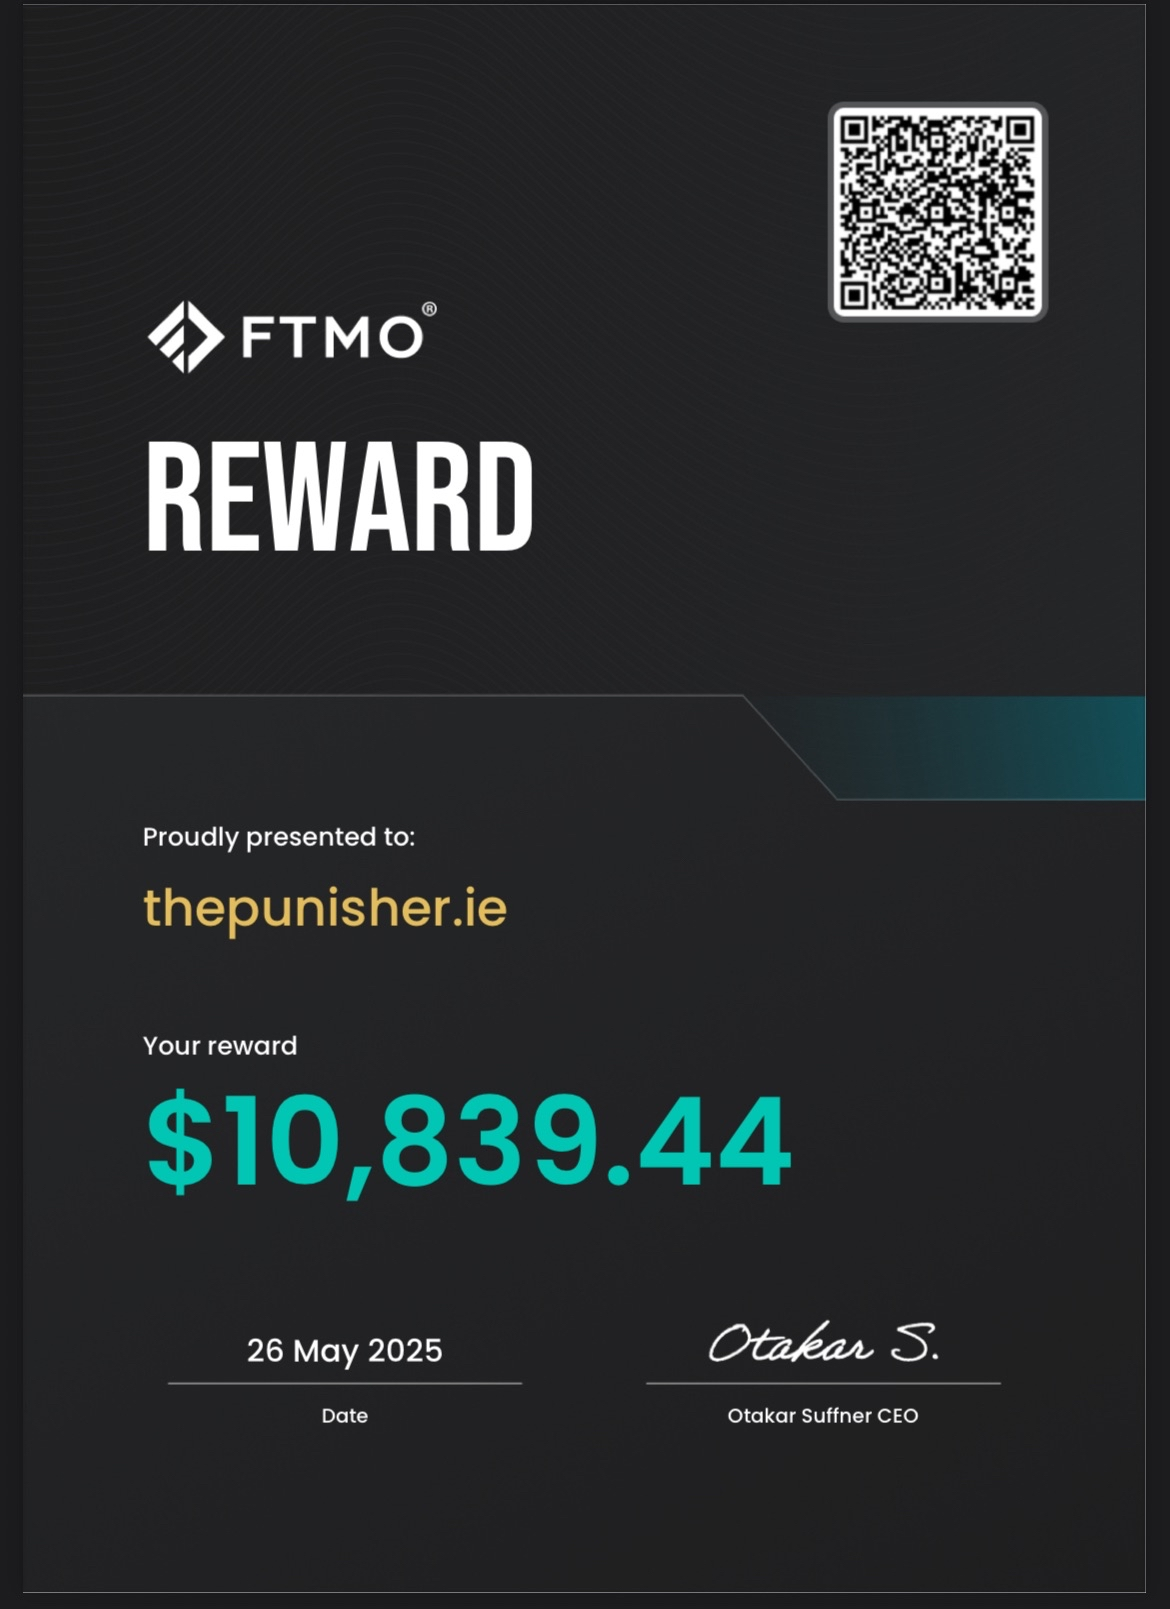 FTMO®
REWARD
Proudly presented to:
thepunisher.ie
Your reward
$10,839.44
26 May 2025
Date
Otakar S.
Otakar Suffner CEO